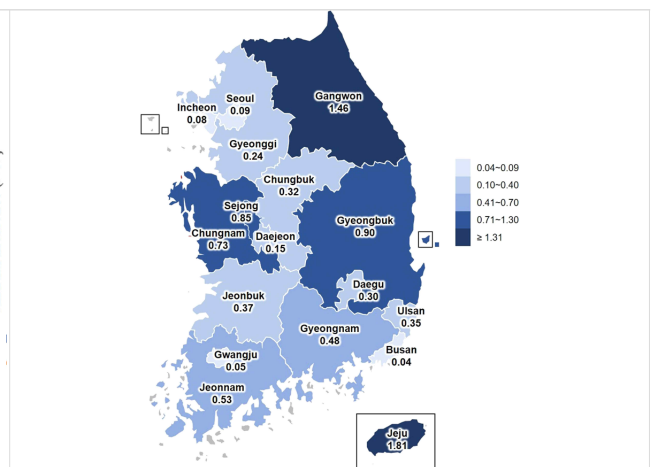 Gangwon
1.46
Seoul
0.09
Incheon
0.08
Gyeonggi
0.24
Chungbuk
0.32
Sejong
0.85
Chungnam
0.73
Daejeon
0.15
Gyeongbuk
0.90
Daegu
0.30
Jeonbuk
0.37
Ulsan
0.35
Gyeongnam
0.48
Busan
0.04
Gwangju
0.05
Jeonnam
0.53
Jeju
1.81
0.04~0.09
0.10~0.40
0.41~0.70
0.71~1.30
≥ 1.31